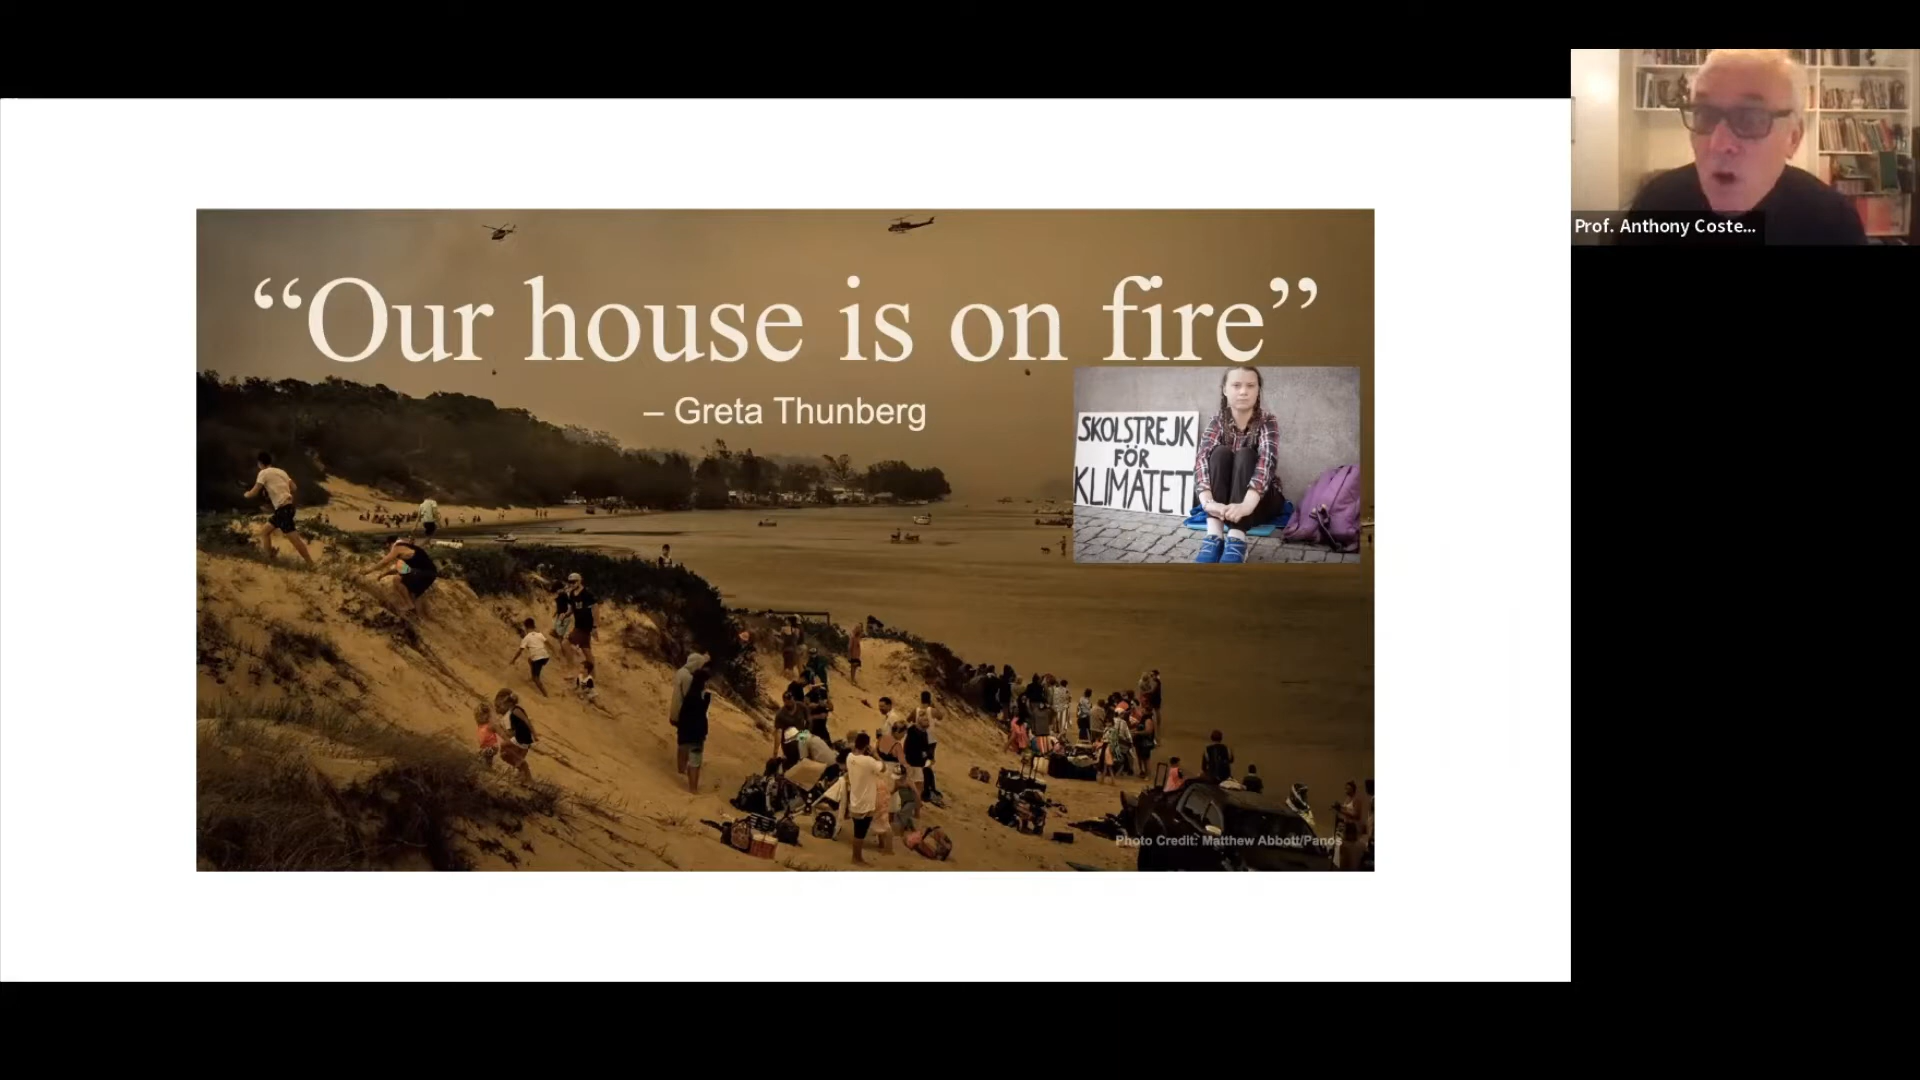 “Our house is on fire”
– Greta Thunberg
SKOLSTREJK
FÖR
KLIMATET
Photo Credit: Matthew Abbott/Panos
Prof. Anthony Coste...